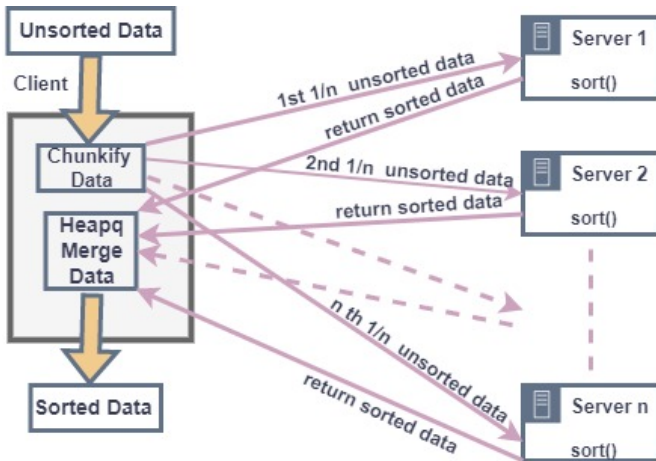 Unsorted Data
Client
Chunkify
Data
Heapq
Merge
Data
Sorted Data
1st 1/n unsorted data
return sorted data
2nd 1/n unsorted data
return sorted data
n th 1/n unsorted data
return sorted data
Server 1
sort()
Server 2
sort()
Server n
sort()